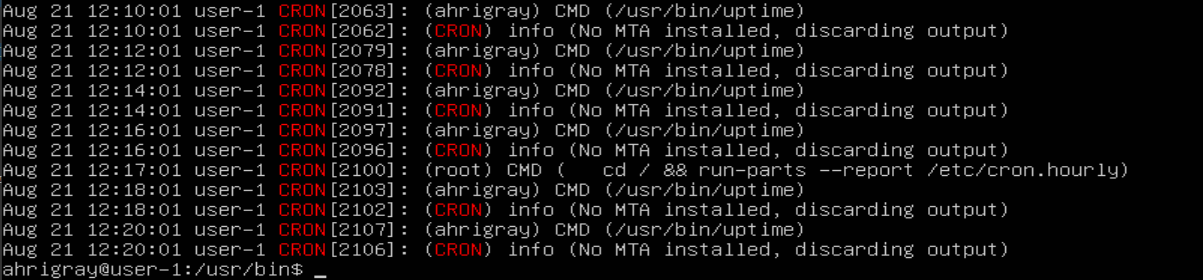 Aug 21 12:10:01 user-1 CRON[2063]: (ahrigray) CMD (/usr/bin/uptime)
Aug 21 12:10:01 user-1 CRON[2062]: (CRON) info (No MTA installed, discarding output)
Aug 21 12:12:01 user-1 CRON[2079]: (ahrigray) CMD (/usr/bin/uptime)
Aug 21 12:12:01 user-1 CRON[2078]: (CRON) info (No MTA installed, discarding output)
Aug 21 12:14:01 user-1 CRON[2092]: (ahrigray) CMD (/usr/bin/uptime)
Aug 21 12:14:01 user-1 CRON[2091]: (CRON) info (No MTA installed, discarding output)
Aug 21 12:16:01 user-1 CRON[2097]: (ahrigray) CMD (/usr/bin/uptime)
Aug 21 12:16:01 user-1 CRON[2096]: (CRON) info (No MTA installed, discarding output)
Aug 21 12:17:01 user-1 CRON[2100]: (root) CMD (   cd / && run-parts --report /etc/cron.hourly)
Aug 21 12:18:01 user-1 CRON[2103]: (ahrigray) CMD (/usr/bin/uptime)
Aug 21 12:18:01 user-1 CRON[2102]: (CRON) info (No MTA installed, discarding output)
Aug 21 12:20:01 user-1 CRON[2107]: (ahrigray) CMD (/usr/bin/uptime)
Aug 21 12:20:01 user-1 CRON[2106]: (CRON) info (No MTA installed, discarding output)
ahrigray@user-1:/usr/bin$ _